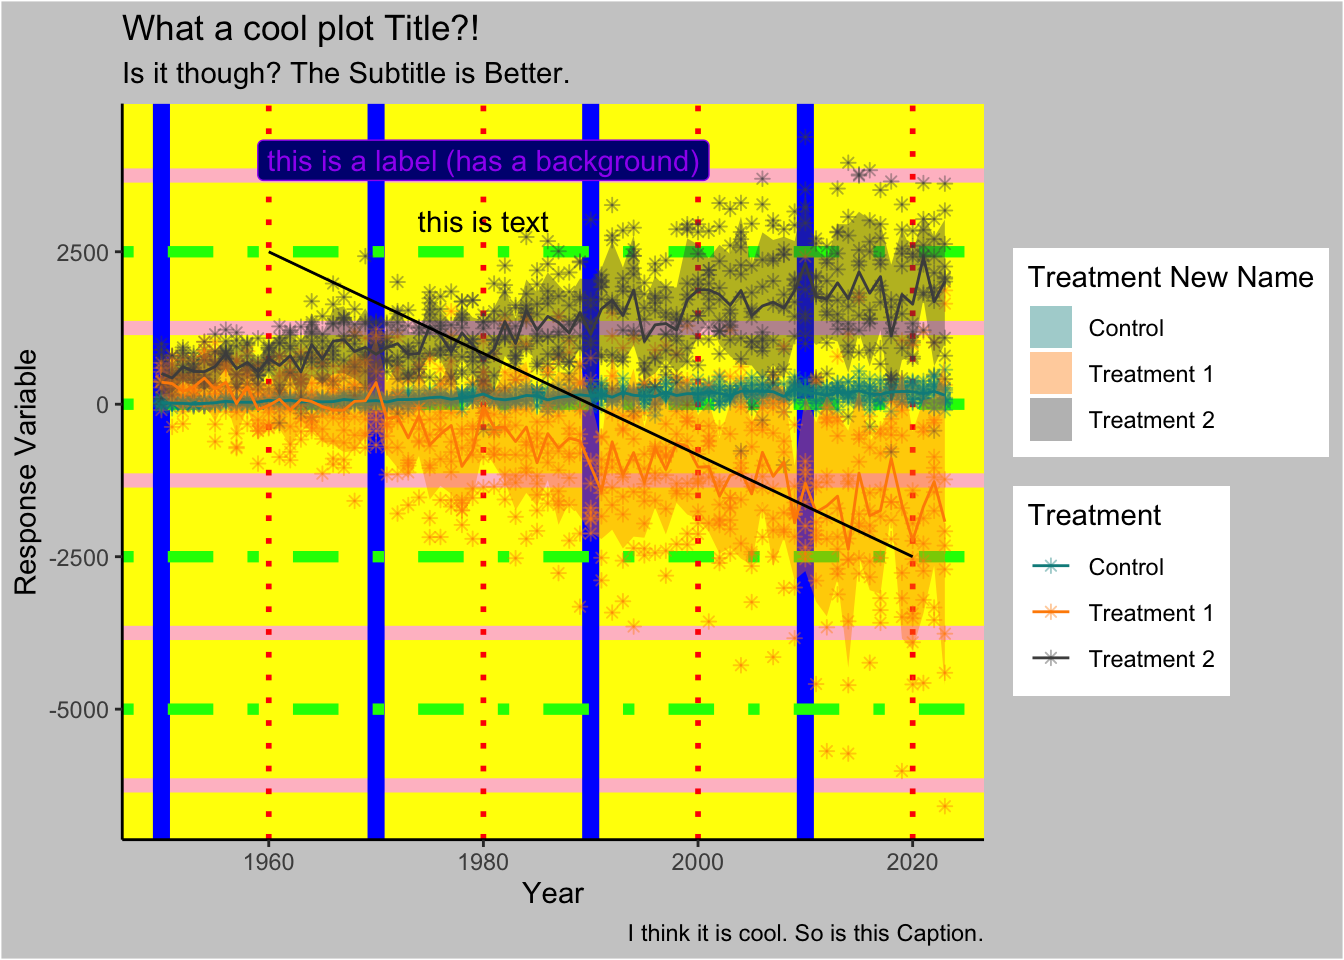 What a cool plot Title?!
Is it though? The Subtitle is Better.
this is a label (has a background)
this is text
2500
0
-2500
-5000
Response Variable
1960
1980
2000
2020
Year
I think it is cool. So is this Caption.
Treatment New Name
Control
Treatment 1
Treatment 2
Treatment
Control
Treatment 1
Treatment 2